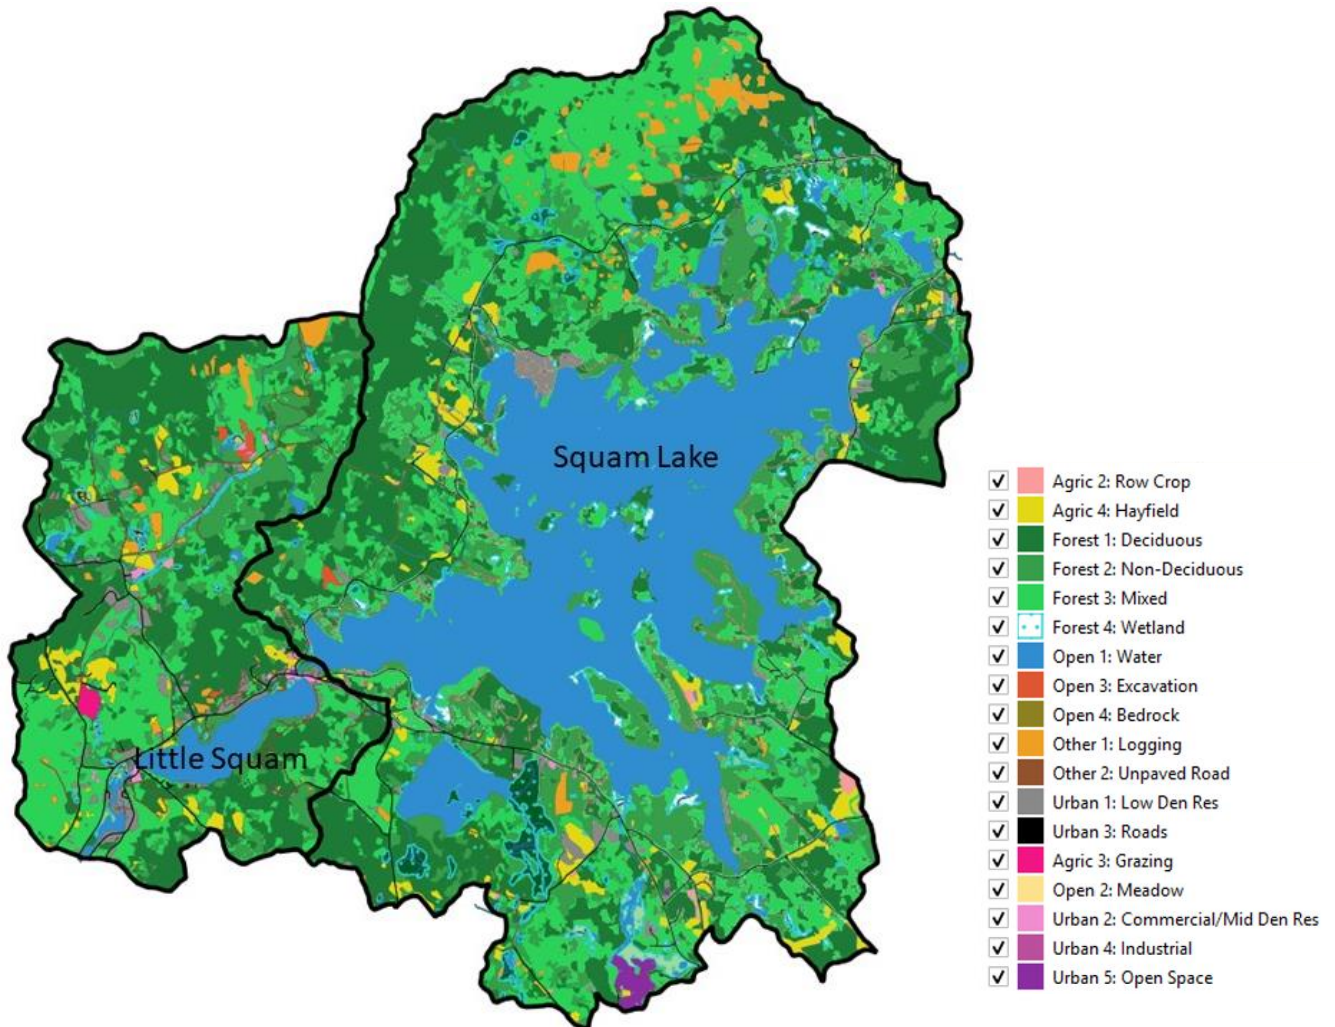 Squam Lake
Little Squam
Agric 2: Row Crop
Agric 4: Hayfield
Forest 1: Deciduous
Forest 2: Non-Deciduous
Forest 3: Mixed
Forest 4: Wetland
Open 1: Water
Open 3: Excavation
Open 4: Bedrock
Other 1: Logging
Other 2: Unpaved Road
Urban 1: Low Den Res
Urban 3: Roads
Agric 3: Grazing
Open 2: Meadow
Urban 2: Commercial/Mid Den Res
Urban 4: Industrial
Urban 5: Open Space